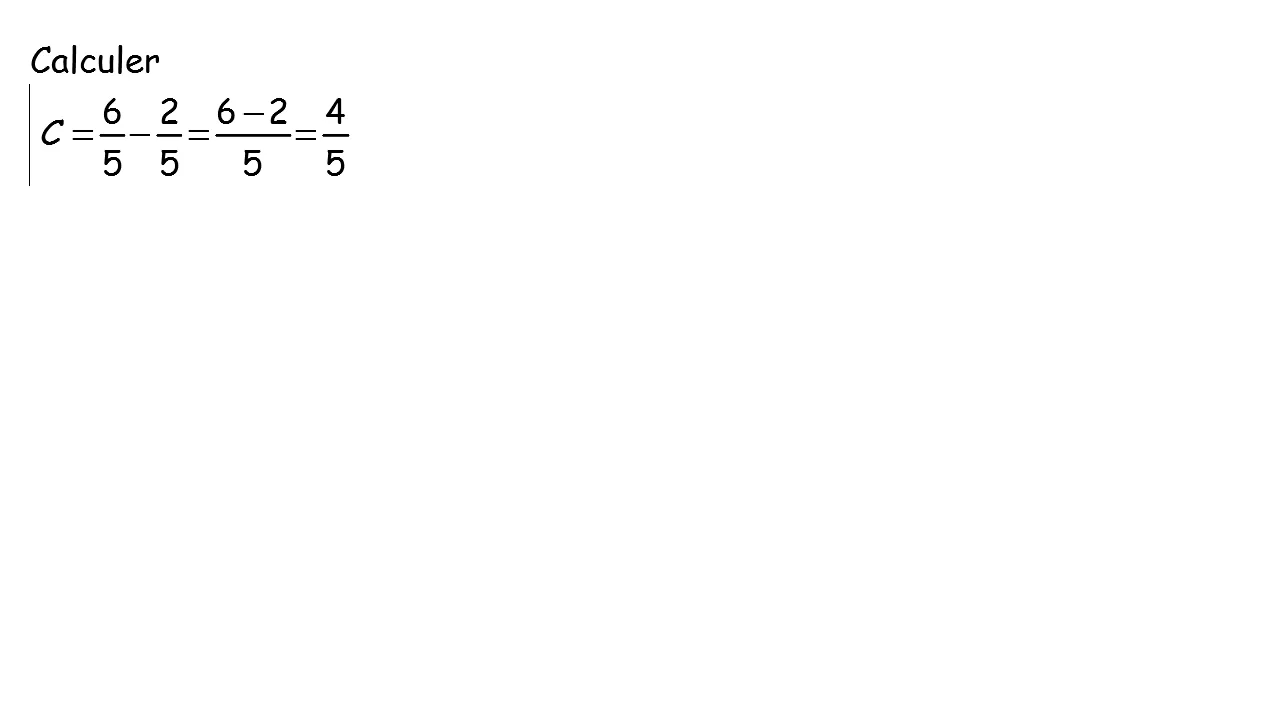 Calculer
C = 6/5 − 2/5 = (6 − 2)/5 = 4/5